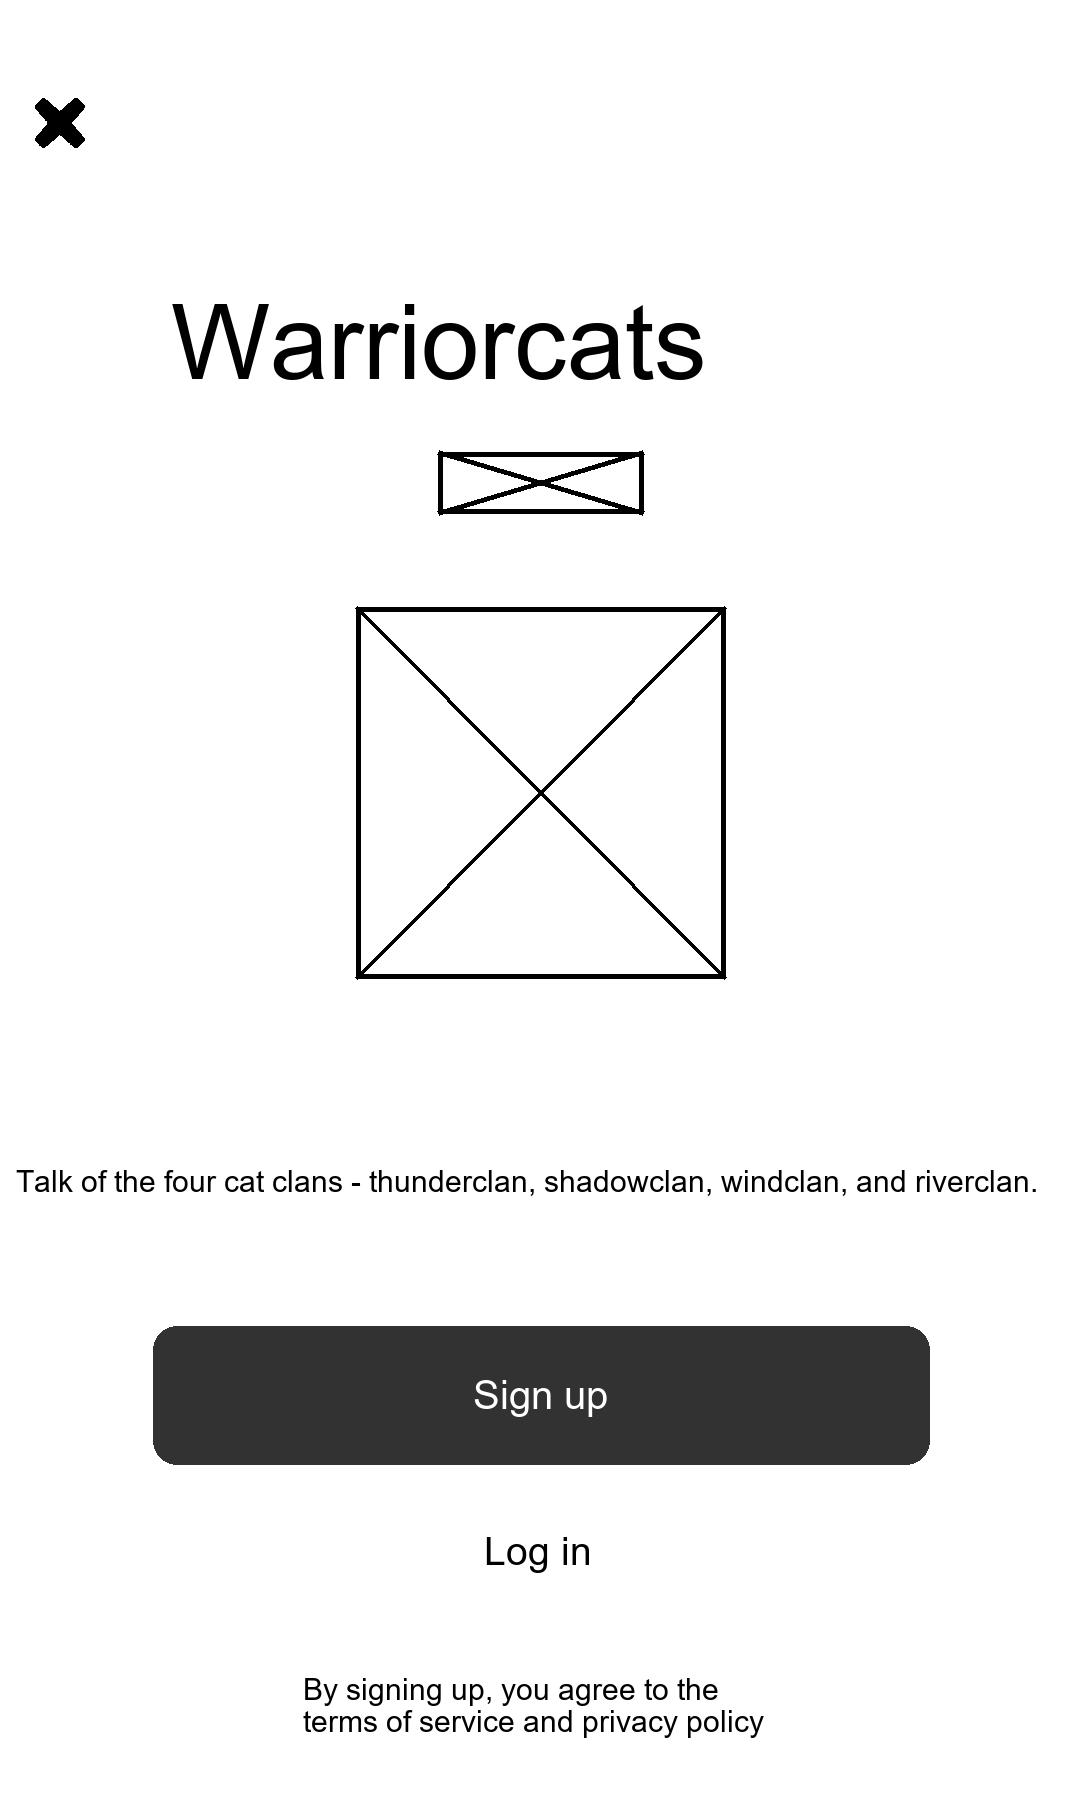 Warriorcats
Talk of the four cat clans - thunderclan, shadowclan, windclan, and riverclan.
Sign up
Log in
By signing up, you agree to the
terms of service and privacy policy